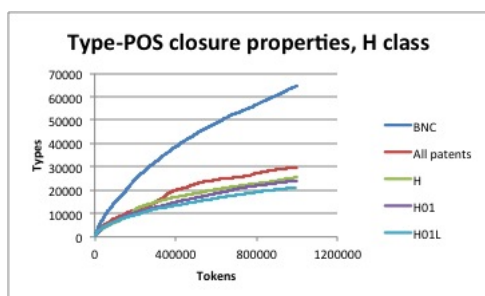 Type-POS closure properties, H class
70000
60000
50000
40000
30000
20000
10000
0
Types
0 400000 800000 1200000
Tokens
BNC
All patents
H
H01
H01L